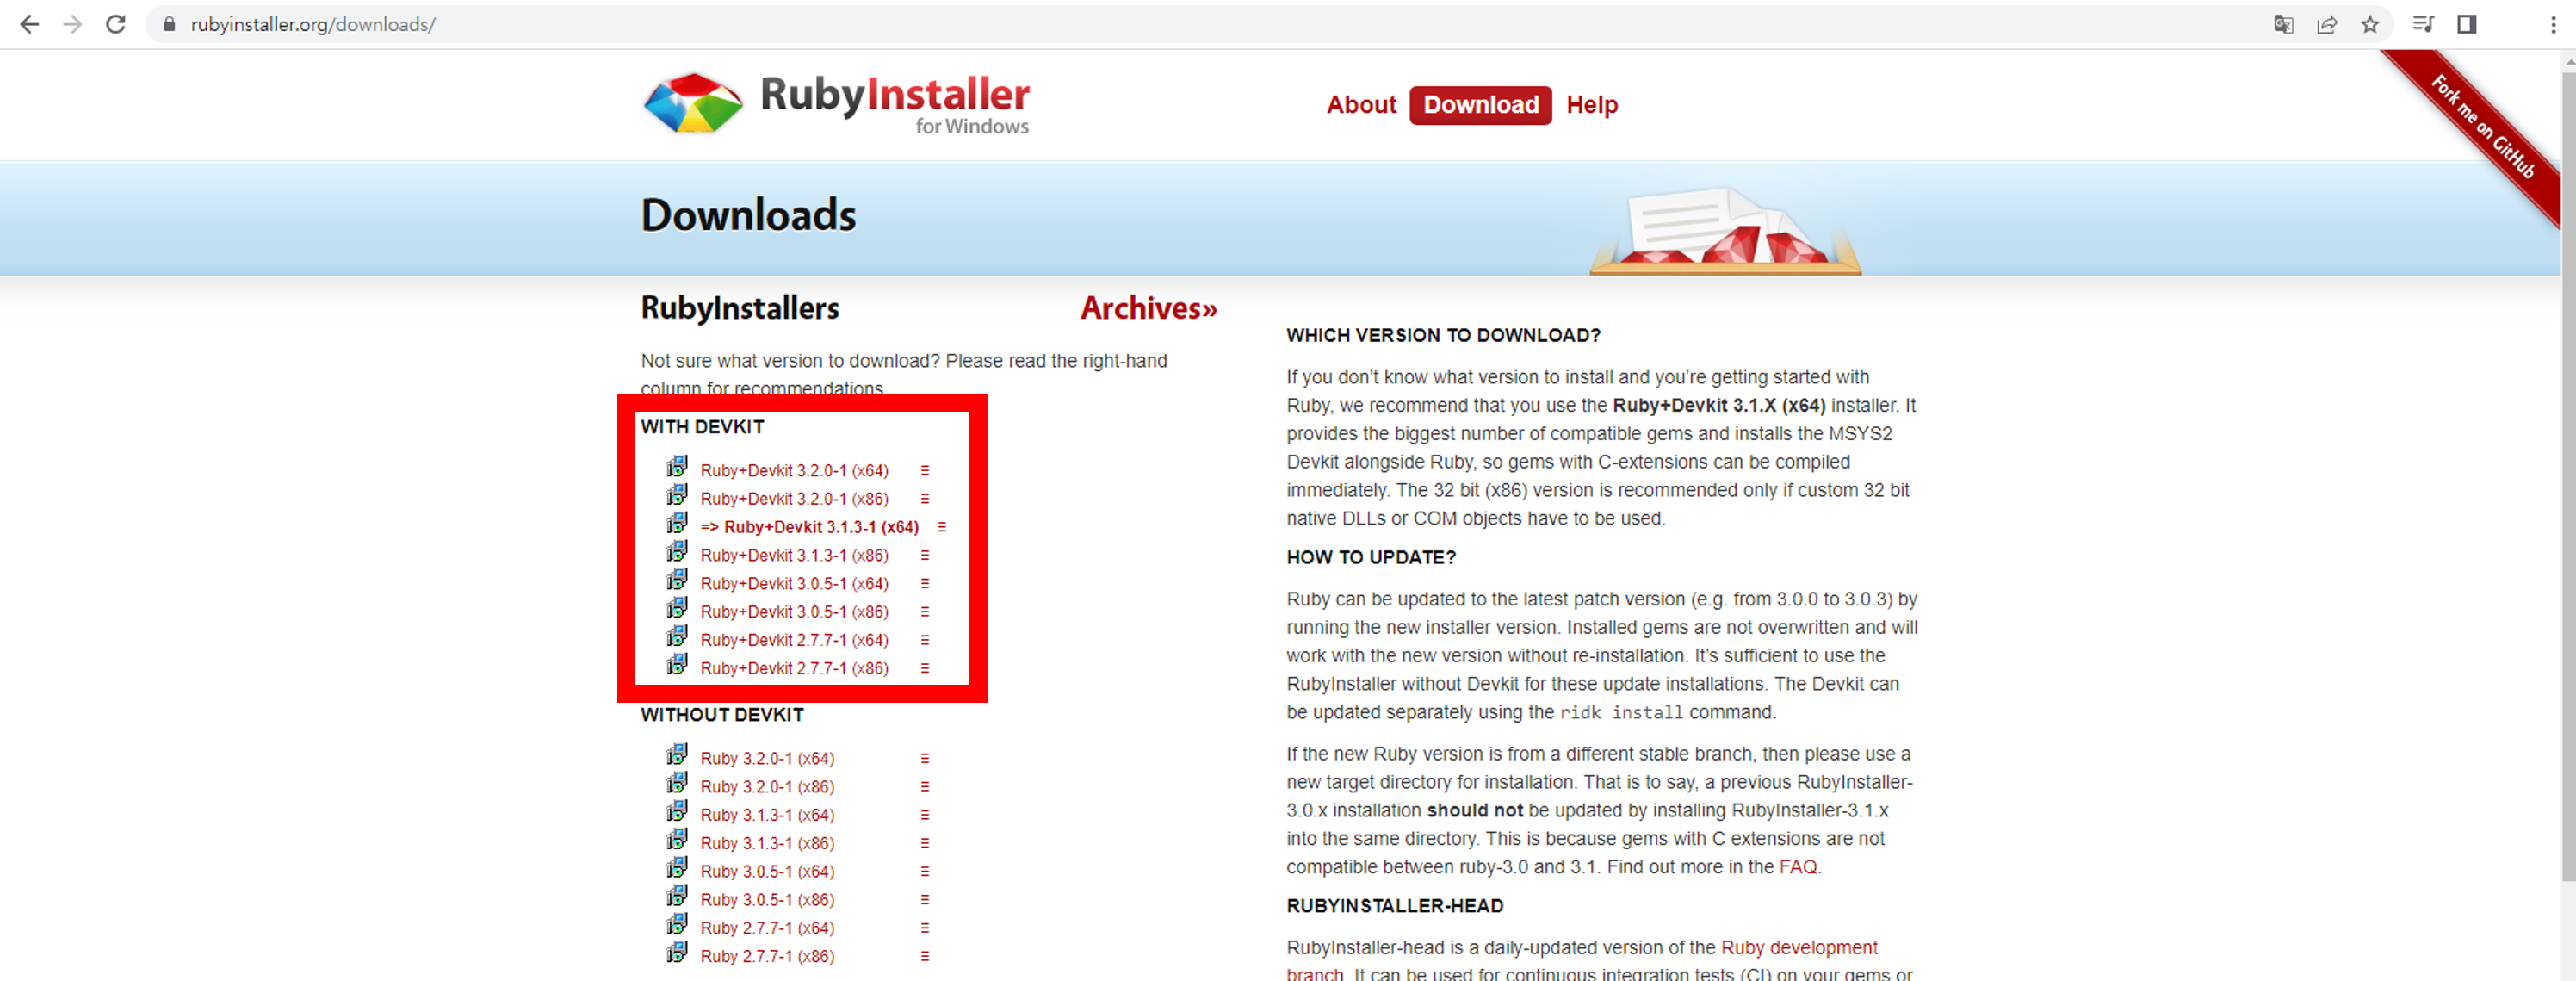 rubyinstaller.org/downloads/
RubyInstaller
for Windows
About Download Help
Fork me on GitHub
Downloads
RubyInstallers
Archives»
Not sure what version to download? Please read the right-hand
column for recommendations
WITH DEVKIT
Ruby+Devkit 3.2.0-1 (x64)
Ruby+Devkit 3.2.0-1 (x86)
=> Ruby+Devkit 3.1.3-1 (x64)
Ruby+Devkit 3.1.3-1 (x86)
Ruby+Devkit 3.0.5-1 (x64)
Ruby+Devkit 3.0.5-1 (x86)
Ruby+Devkit 2.7.7-1 (x64)
Ruby+Devkit 2.7.7-1 (x86)
WITHOUT DEVKIT
Ruby 3.2.0-1 (x64)
Ruby 3.2.0-1 (x86)
Ruby 3.1.3-1 (x64)
Ruby 3.1.3-1 (x86)
Ruby 3.0.5-1 (x64)
Ruby 3.0.5-1 (x86)
Ruby 2.7.7-1 (x64)
Ruby 2.7.7-1 (x86)
WHICH VERSION TO DOWNLOAD?
If you don’t know what version to install and you’re getting started with
Ruby, we recommend that you use the Ruby+Devkit 3.1.X (x64) installer. It
provides the biggest number of compatible gems and installs the MSYS2
Devkit alongside Ruby, so gems with C-extensions can be compiled
immediately. The 32 bit (x86) version is recommended only if custom 32 bit
native DLLs or COM objects have to be used.
HOW TO UPDATE?
Ruby can be updated to the latest patch version (e.g. from 3.0.0 to 3.0.3) by
running the new installer version. Installed gems are not overwritten and will
work with the new version without re-installation. It’s sufficient to use the
RubyInstaller without Devkit for these update installations. The Devkit can
be updated separately using the ridk install command.
If the new Ruby version is from a different stable branch, then please use a
new target directory for installation. That is to say, a previous RubyInstaller-
3.0.x installation should not be updated by installing RubyInstaller-3.1.x
into the same directory. This is because gems with C extensions are not
compatible between ruby-3.0 and 3.1. Find out more in the FAQ.
RUBYINSTALLER-HEAD
RubyInstaller-head is a daily-updated version of the Ruby development
branch. It can be used for continuous integration tests (CI) on your gems or